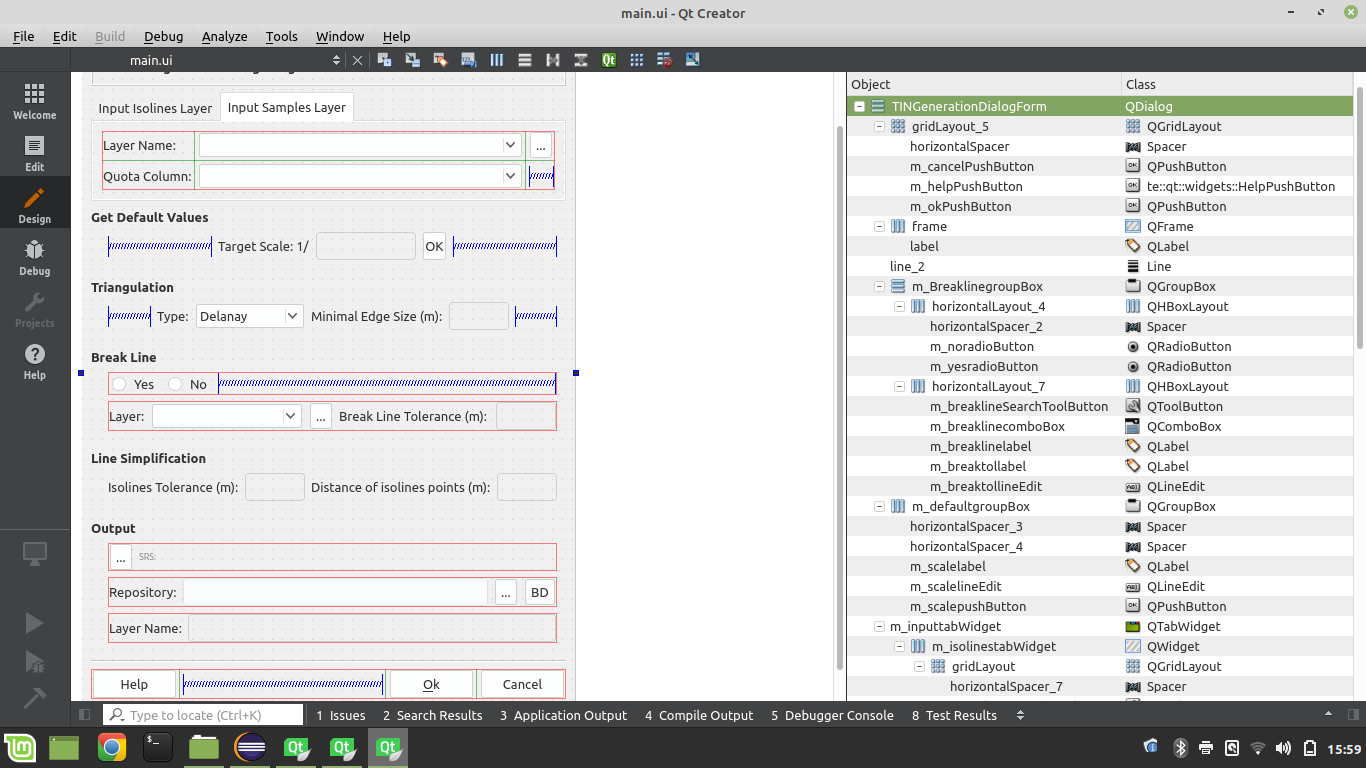 main.ui - Qt Creator
File Edit Build Debug Analyze Tools Window Help
main.ui
Welcome
Edit
Design
Debug
Projects
Help
Input Isolines Layer Input Samples Layer
Layer Name: ...
Quota Column:
Get Default Values
Target Scale: 1/ OK
Triangulation
Type: Delanay Minimal Edge Size (m):
Break Line
Yes No
Layer: ... Break Line Tolerance (m):
Line Simplification
Isolines Tolerance (m): Distance of isolines points (m):
Output
... SRS:
Repository: ... BD
Layer Name:
Help Ok Cancel
Object Class
TINGenerationDialogForm QDialog
gridLayout_5 QGridLayout
horizontalSpacer Spacer
m_cancelPushButton QPushButton
m_helpPushButton te::qt::widgets::HelpPushButton
m_okPushButton QPushButton
frame QFrame
label QLabel
line_2 Line
m_BreaklinegroupBox QGroupBox
horizontalLayout_4 QHBoxLayout
horizontalSpacer_2 Spacer
m_noradioButton QRadioButton
m_yesradioButton QRadioButton
horizontalLayout_7 QHBoxLayout
m_breaklineSearchToolButton QToolButton
m_breaklinecomboBox QComboBox
m_breaklinelabel QLabel
m_breaktollabel QLabel
m_breaktollineEdit QLineEdit
m_defaultgroupBox QGroupBox
horizontalSpacer_3 Spacer
horizontalSpacer_4 Spacer
m_scalelabel QLabel
m_scalelineEdit QLineEdit
m_scalepushButton QPushButton
m_inputtabWidget QTabWidget
m_isolinestabWidget QWidget
gridLayout QGridLayout
horizontalSpacer_7 Spacer
Type to locate (Ctrl+K) 1 Issues 2 Search Results 3 Application Output 4 Compile Output 5 Debugger Console 8 Test Results
15:59